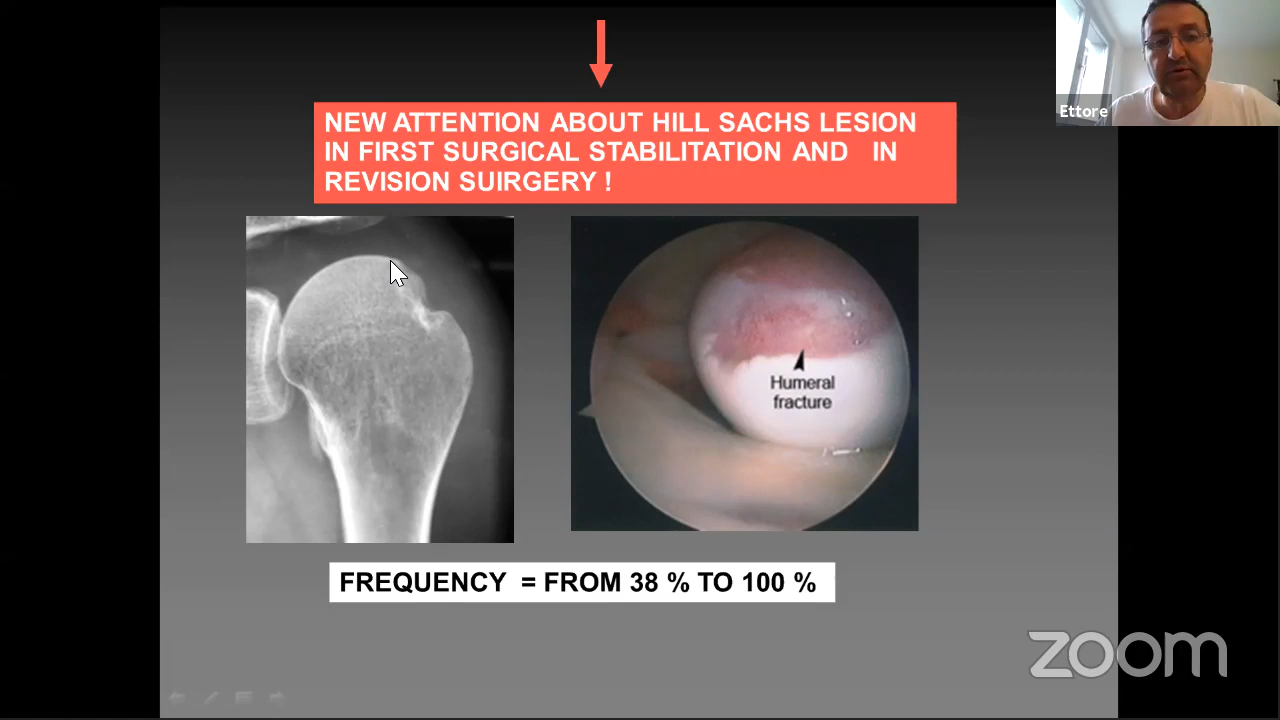 NEW ATTENTION ABOUT HILL SACHS LESION
IN FIRST SURGICAL STABILITATION AND IN
REVISION SUIRGERY !
Ettore
Humeral
fracture
FREQUENCY = FROM 38 % TO 100 %
zoom